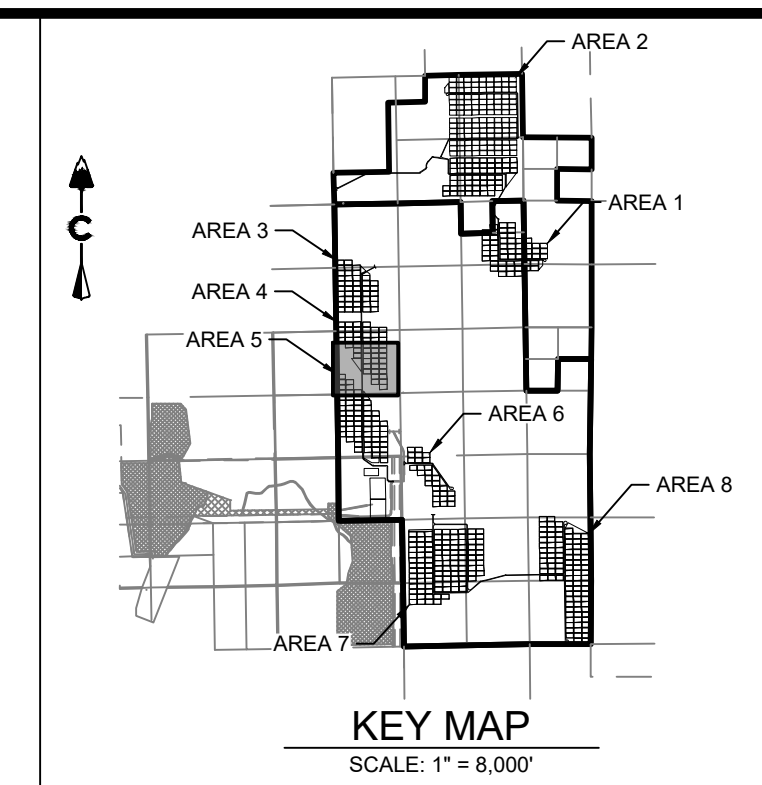 AREA 2
AREA 1
AREA 3
AREA 4
AREA 5
AREA 6
AREA 8
AREA 7
KEY MAP
SCALE: 1" = 8,000'
C